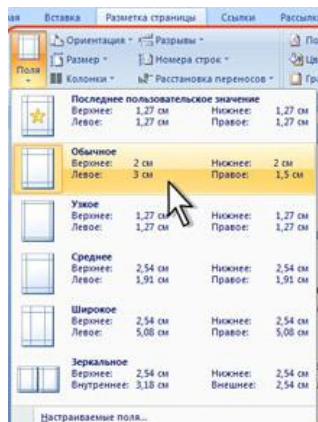 Вставка Разметка страницы Ссылки
Поля Ориентация Разрывы
Размер Номера строк
Колонки Расстановка переносов
Последнее пользовательское значение
Верхнее: 1,27 см Нижнее: 1,27 см
Левое: 1,27 см Правое: 1,27 см
Обычное
Верхнее: 2 см Нижнее: 2 см
Левое: 3 см Правое: 1,5 см
Узкое
Верхнее: 1,27 см Нижнее: 1,27 см
Левое: 1,27 см Правое: 1,27 см
Среднее
Верхнее: 2,54 см Нижнее: 2,54 см
Левое: 1,91 см Правое: 1,91 см
Широкое
Верхнее: 2,54 см Нижнее: 2,54 см
Левое: 5,08 см Правое: 5,08 см
Зеркальное
Верхнее: 2,54 см Нижнее: 2,54 см
Внутреннее: 3,18 см Внешнее: 2,54 см
Настраиваемые поля...